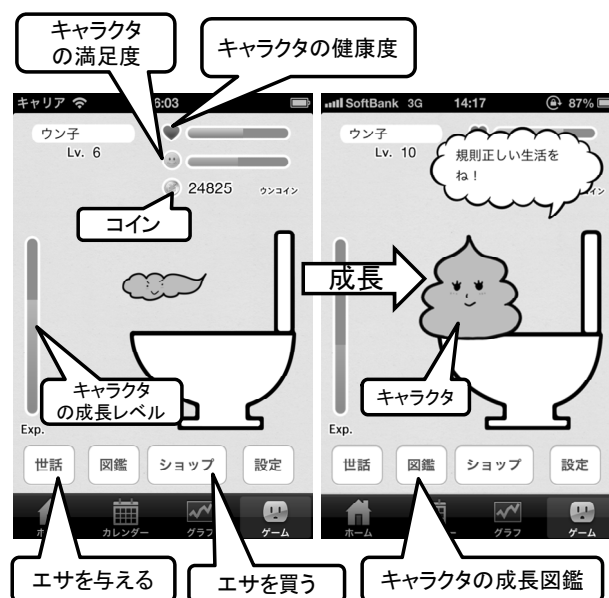 キャラクタ
の満足度
キャラクタの健康度
キャリア
6:03
ウン子
Lv. 6
24825
ウンコイン
コイン
キャラクタ
の成長レベル
Exp.
世話
図鑑
ショップ
設定
カレンダー
グラフ
ゲーム
エサを与える
エサを買う
成長
SoftBank 3G
14:17
87%
ウン子
Lv. 10
規則正しい生活を
ね！
イン
キャラクタ
Exp.
世話
図鑑
ショップ
設定
ホーム
ー
グラフ
ゲーム
キャラクタの成長図鑑